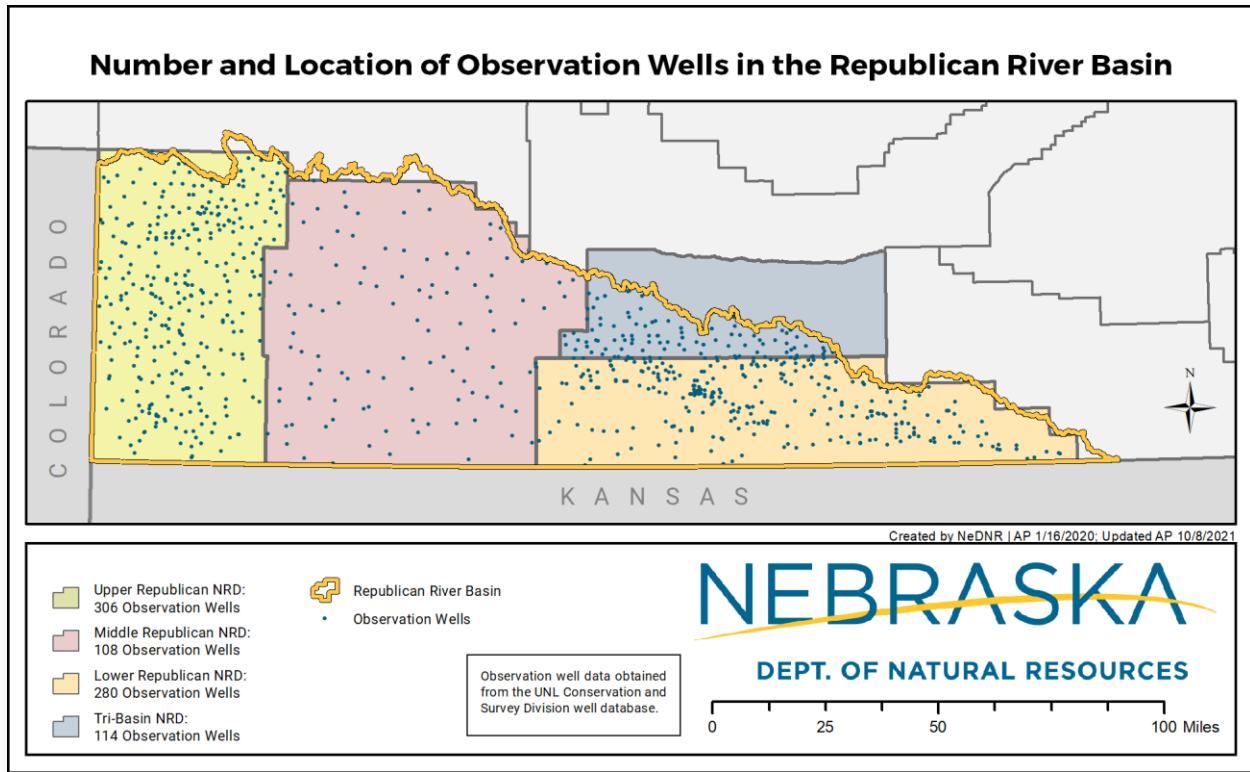 Number and Location of Observation Wells in the Republican River Basin
COLORADO
N
KANSAS
Created by NeDNR | AP 1/16/2020; Updated AP 10/8/2021
Upper Republican NRD:
306 Observation Wells
Middle Republican NRD:
108 Observation Wells
Lower Republican NRD:
280 Observation Wells
Tri-Basin NRD:
114 Observation Wells
Republican River Basin
Observation Wells
Observation well data obtained
from the UNL Conservation and
Survey Division well database.
NEBRASKA
DEPT. OF NATURAL RESOURCES
0 25 50 100 Miles